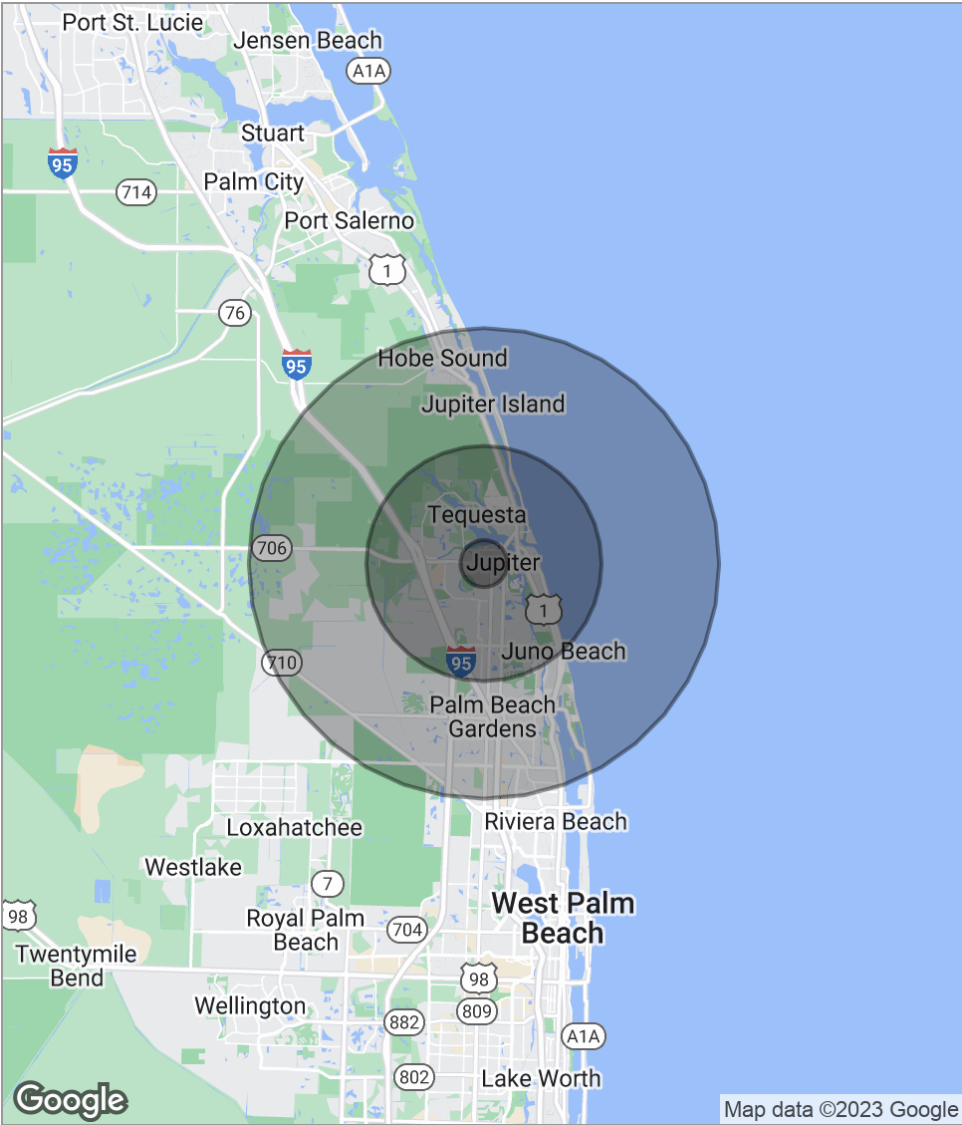 Port St. Lucie
Jensen Beach
A1A
Stuart
95
714
Palm City
Port Salerno
1
76
Hobe Sound
95
Jupiter Island
Tequesta
706
Jupiter
1
Juno Beach
710
95
Palm Beach
Gardens
Riviera Beach
Loxahatchee
Westlake
7
West Palm
Beach
98
Royal Palm
Beach
704
Twentymile
Bend
98
Wellington
809
882
A1A
802
Lake Worth
Google
Map data ©2023 Google